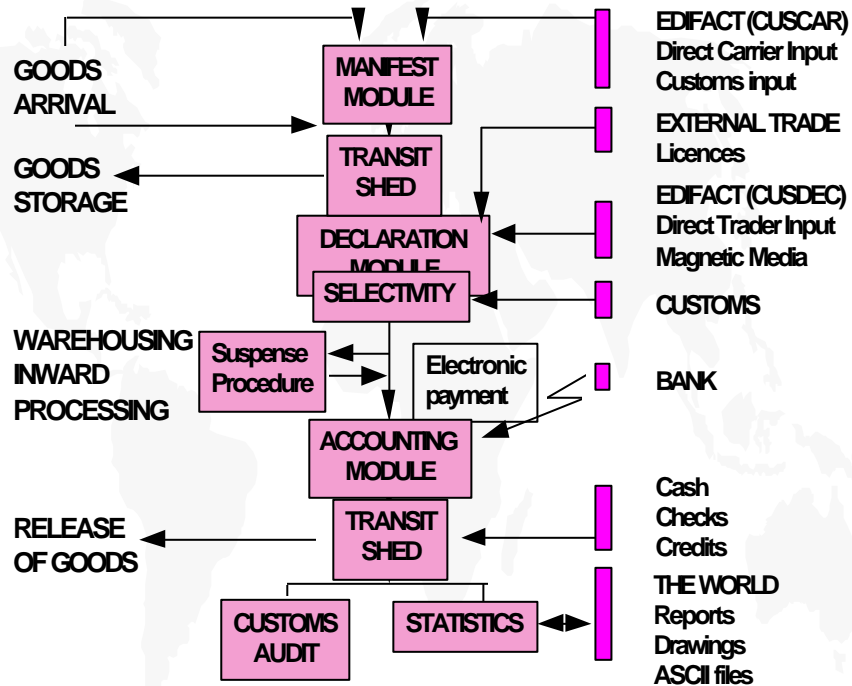 EDIFACT (CUSCAR)
Direct Carrier Input
Customs input
GOODS
ARRIVAL
MANIFEST
MODULE
EXTERNAL TRADE
Licences
GOODS
STORAGE
TRANSIT
SHED
EDIFACT (CUSDEC)
Direct Trader Input
Magnetic Media
DECLARATION
MODULE
SELECTIVITY
CUSTOMS
WAREHOUSING
INWARD
PROCESSING
Suspense
Procedure
Electronic
payment
BANK
ACCOUNTING
MODULE
Cash
Checks
Credits
RELEASE
OF GOODS
TRANSIT
SHED
THE WORLD
Reports
Drawings
ASCII files
CUSTOMS
AUDIT
STATISTICS